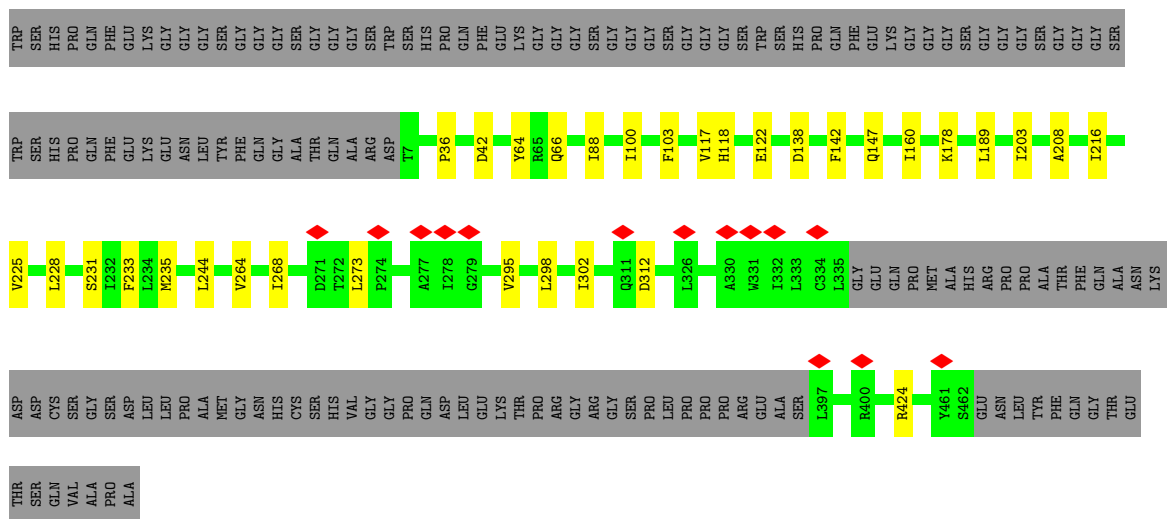 TRP SER HIS PRO GLN PHE GLU LYS GLY GLY GLY SER GLY GLY GLY SER GLY GLY GLY SER TRP SER HIS PRO GLN PHE GLU LYS GLY GLY GLY SER GLY GLY GLY SER GLY GLY GLY SER TRP SER HIS PRO GLN PHE GLU LYS GLY GLY GLY SER GLY GLY GLY SER GLY GLY GLY SER
TRP SER HIS PRO GLN PHE GLU LYS GLY GLU ASN LEU TYR PHE GLN GLY ALA THR GLN ALA ARG ASP T7 P36 D42 Y64 R65 Q66 I88 I100 F103 V117 H118 E122 D138 F142 Q147 I160 K178 L189 I203 A208 I216
V225 L228 S231 I232 F233 L234 M235 L244 V264 I268 D271 T272 L273 P274 A277 I278 G279 V295 L298 I302 Q311 D312 L326 A330 W331 I332 L333 C334 L335 GLY GLU GLN PRO MET ALA HIS ARG PRO PRO ALA THR PHE GLN ALA ASN LYS
ASP ASP CYS SER GLY SER ASP LEU LEU PRO ALA MET GLY ASN HIS CYS SER HIS VAL GLY GLY PRO GLN ASP LEU GLU LYS THR PRO ARG GLY ARG GLY SER PRO LEU PRO PRO PRO ARG GLU ALA SER L397 R400 R424 Y461 S462 GLU ASN LEU TYR PHE GLN GLY THR GLU
THR SER GLN VAL ALA PRO ALA